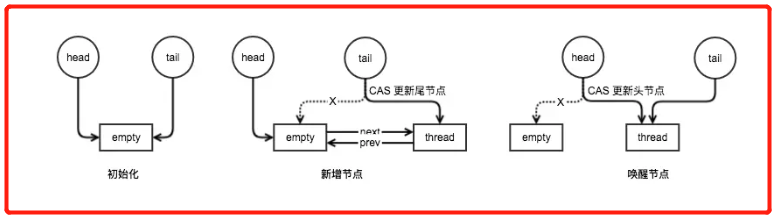 head
tail
empty
初始化
head
tail
CAS 更新尾节点
X
empty
next
prev
thread
新增节点
head
tail
CAS 更新头节点
X
empty
thread
唤醒节点